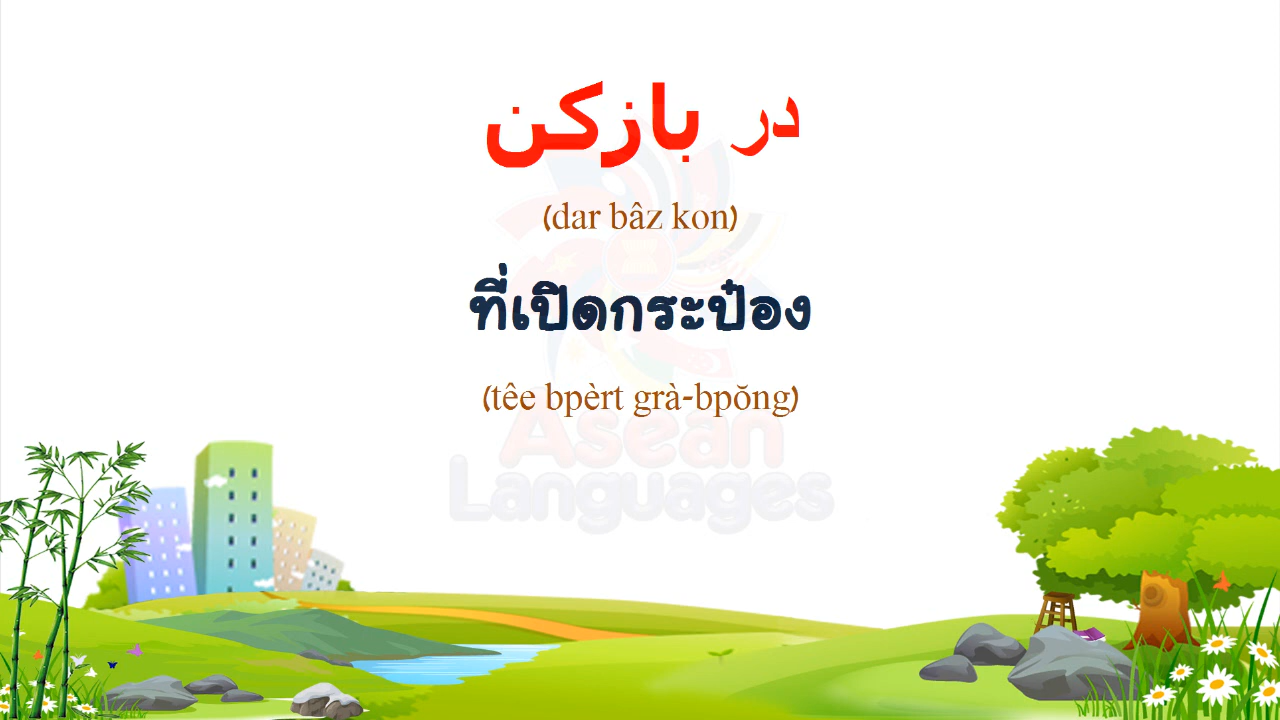 در بازکن
(dar bâz kon)
ที่เปิดกระป๋อง
(têe bpèrt grà-bpŏng)
Asean
Languages